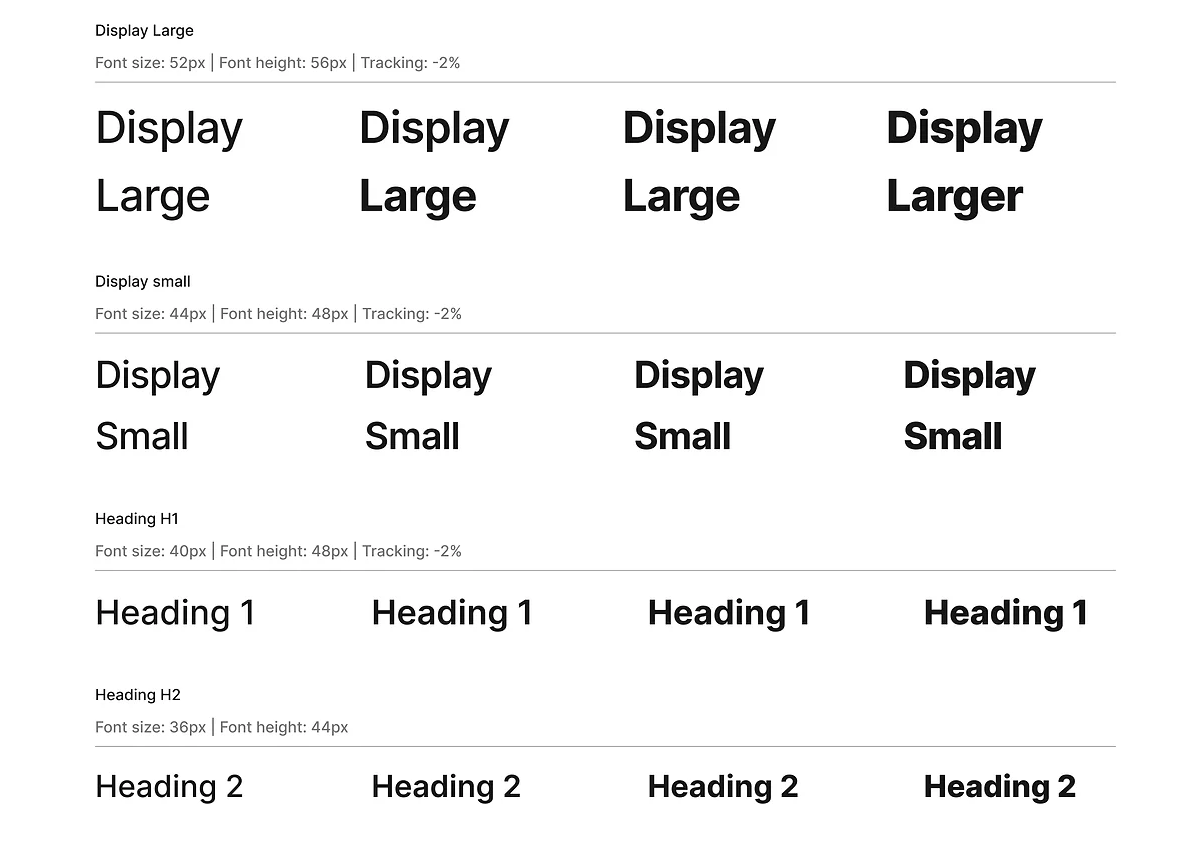 Display Large
Font size: 52px | Font height: 56px | Tracking: -2%
Display Display Display Display
Large Large Large Larger
Display small
Font size: 44px | Font height: 48px | Tracking: -2%
Display Display Display Display
Small Small Small Small
Heading H1
Font size: 40px | Font height: 48px | Tracking: -2%
Heading 1 Heading 1 Heading 1 Heading 1
Heading H2
Font size: 36px | Font height: 44px
Heading 2 Heading 2 Heading 2 Heading 2